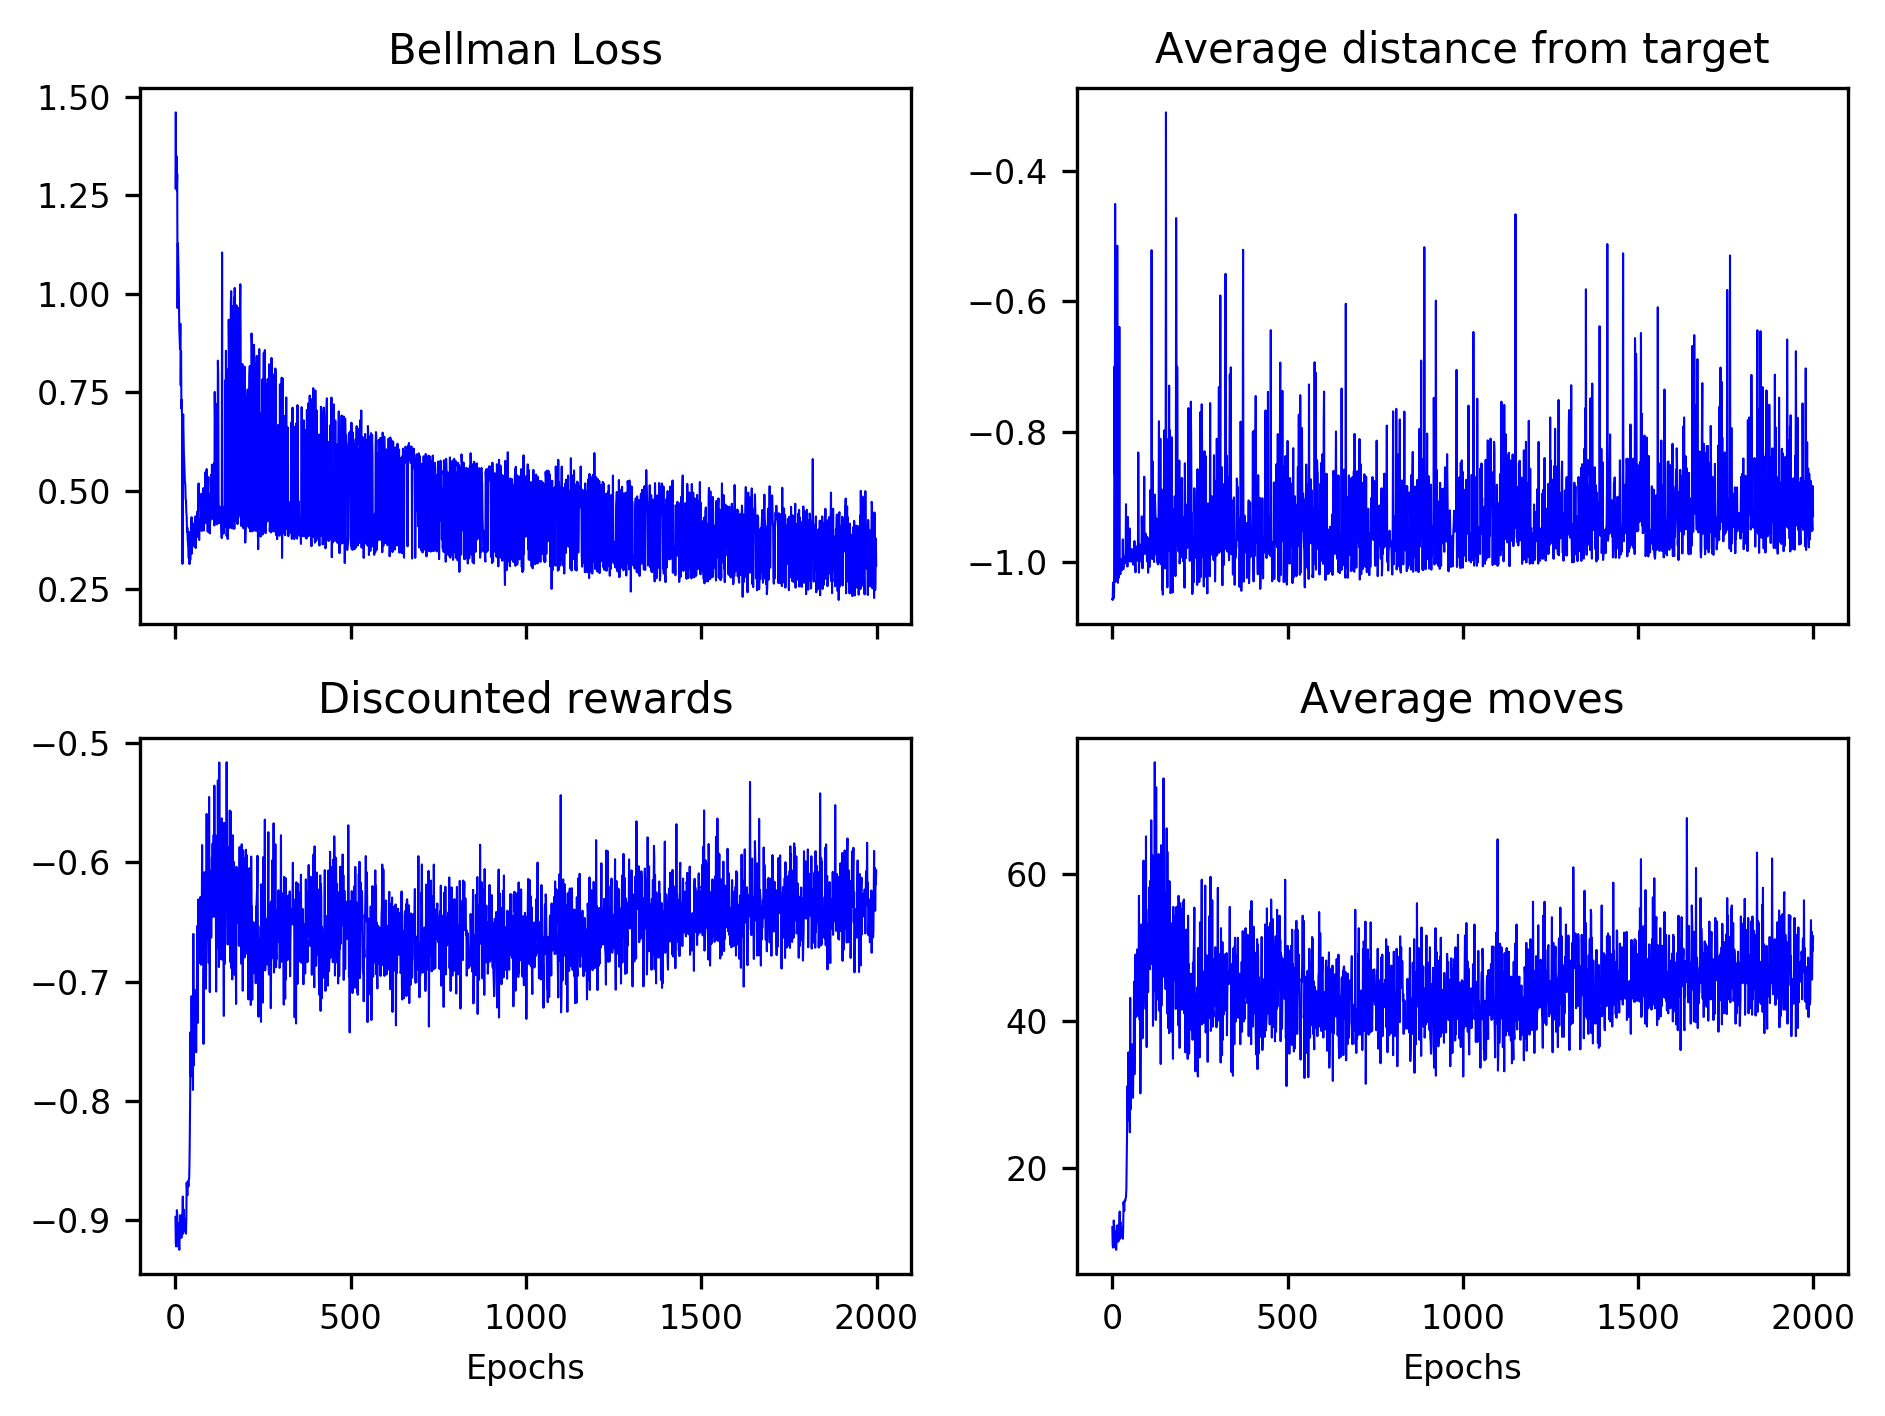 Bellman Loss
1.50
1.25
1.00
0.75
0.50
0.25
Average distance from target
−0.4
−0.6
−0.8
−1.0
Discounted rewards
−0.5
−0.6
−0.7
−0.8
−0.9
0 500 1000 1500 2000
Epochs
Average moves
60
40
20
0 500 1000 1500 2000
Epochs